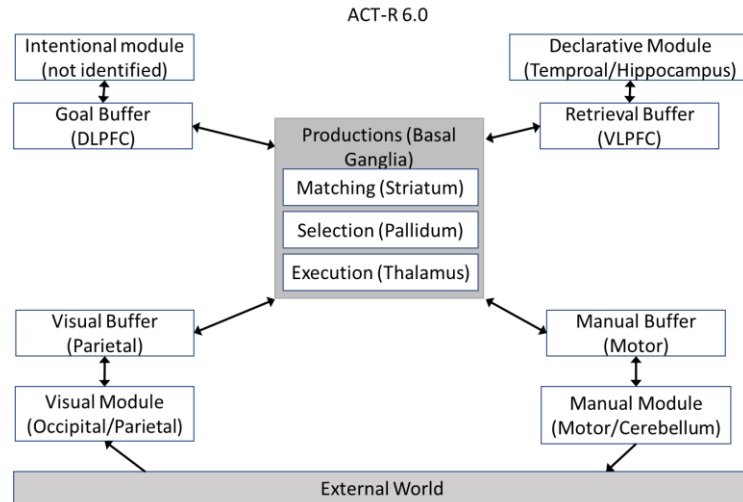 ACT-R 6.0
Intentional module
(not identified)
Declarative Module
(Temproal/Hippocampus)
Goal Buffer
(DLPFC)
Retrieval Buffer
(VLPFC)
Productions (Basal
Ganglia)
Matching (Striatum)
Selection (Pallidum)
Execution (Thalamus)
Visual Buffer
(Parietal)
Manual Buffer
(Motor)
Visual Module
(Occipital/Parietal)
Manual Module
(Motor/Cerebellum)
External World